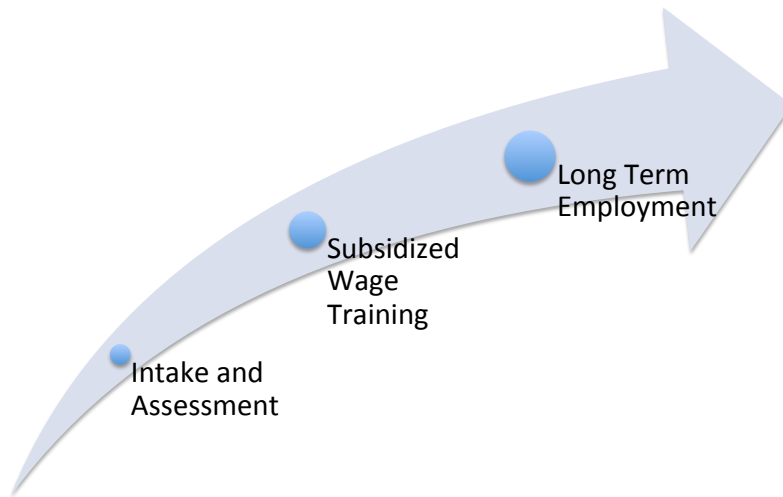 Long Term
Employment
Subsidized
Wage
Training
Intake and
Assessment